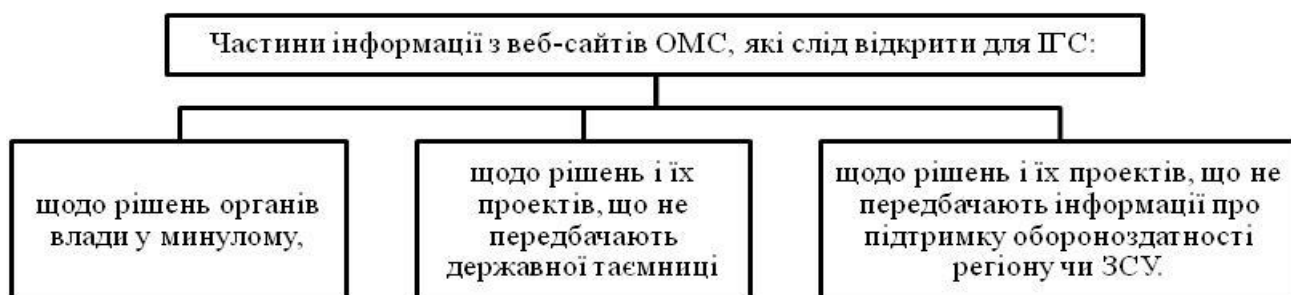 Частини інформації з веб-сайтів ОМС, які слід відкрити для ІГС:
щодо рішень органів
влади у минулому,
щодо рішень і їх
проектів, що не
передбачають
державної таємниці
щодо рішень і їх проектів, що не
передбачають інформації про
підтримку обороноздатності
регіону чи ЗСУ.